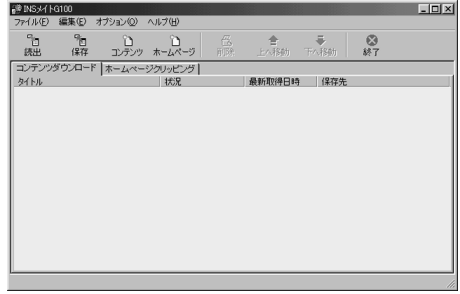 INSメイトG100
ファイル(F) 編集(E) オプション(O) ヘルプ(H)
読出 保存 コンテンツ ホームページ 削除 上へ移動 下へ移動 終了
コンテンツダウンロード ホームページクリッピング
タイトル 状況 最新取得日時 保存先